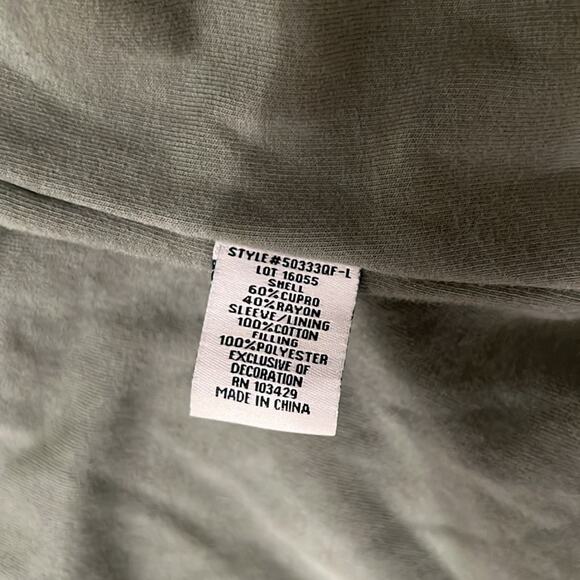 STYLE#50333QF-L
LOT 16055
SHELL
60%CUPRO
40%RAYON
SLEEVE/LINING
100%COTTON
FILLING
100%POLYESTER
EXCLUSIVE OF
DECORATION
RN 103429
MADE IN CHINA